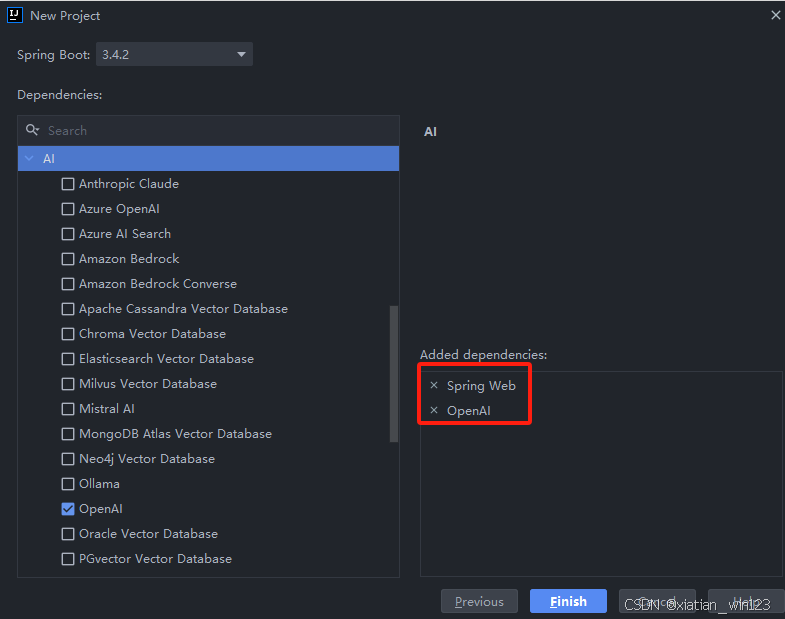 New Project
Spring Boot: 3.4.2
Dependencies:
Search
AI
Anthropic Claude
Azure OpenAI
Azure AI Search
Amazon Bedrock
Amazon Bedrock Converse
Apache Cassandra Vector Database
Chroma Vector Database
Elasticsearch Vector Database
Milvus Vector Database
Mistral AI
MongoDB Atlas Vector Database
Neo4j Vector Database
Ollama
OpenAI
Oracle Vector Database
PGvector Vector Database
AI
Added dependencies:
Spring Web
OpenAI
Previous
Finish
Cancel
Help
CSDN @xiatian_win123